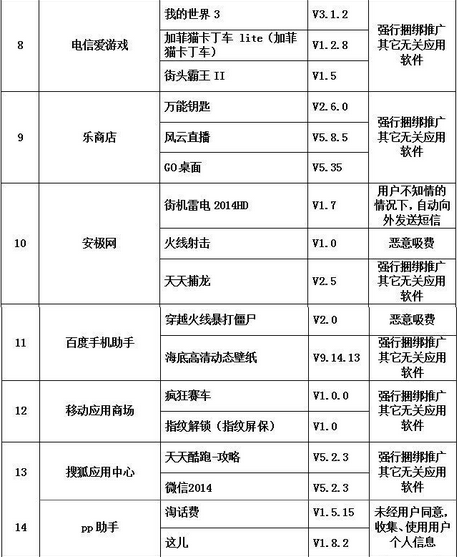 8
电信爱游戏
我的世界 3
V3.1.2
加菲猫卡丁车 lite（加菲
猫卡丁车）
V1.2.8
街头霸王 II
V1.5
强行捆绑推广
其它无关应用
软件
9
乐商店
万能钥匙
V2.6.0
风云直播
V5.8.5
GO桌面
V5.35
强行捆绑推广
其它无关应用
软件
10
安极网
街机雷电 2014HD
V1.7
用户不知情的
情况下，自动向
外发送短信
火线射击
V1.0
恶意吸费
天天捕龙
V2.5
强行捆绑推广
其它无关应用
软件
11
百度手机助手
穿越火线暴打僵尸
V2.0
恶意吸费
海底高清动态壁纸
V9.14.13
强行捆绑推广
其它无关应用
软件
12
移动应用商场
疯狂赛车
V1.0.0
指纹解锁（指纹屏保）
V1.0
强行捆绑推广
其它无关应用
软件
13
搜狐应用中心
天天酷跑-攻略
V5.2.3
微信2014
V5.2.3
强行捆绑推广
其它无关应用
软件
14
pp 助手
淘话费
V1.5.15
这儿
V1.8.2
未经用户同意，
收集、使用用户
个人信息